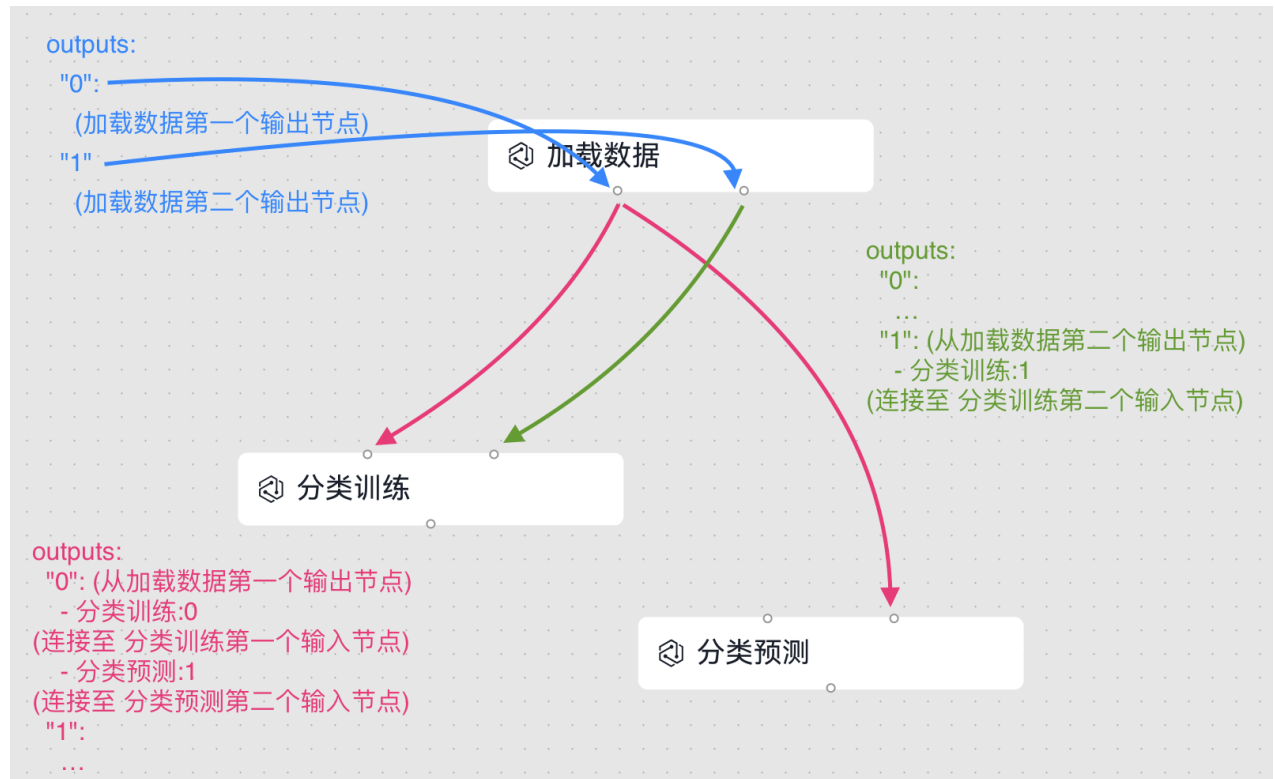 outputs:
"0":
(加载数据第一个输出节点)
"1"
(加载数据第二个输出节点)
加载数据
outputs:
"0":
…
"1": (从加载数据第二个输出节点)
- 分类训练:1
(连接至 分类训练第二个输入节点)
分类训练
outputs:
"0": (从加载数据第一个输出节点)
- 分类训练:0
(连接至 分类训练第一个输入节点)
- 分类预测:1
(连接至 分类预测第二个输入节点)
"1":
…
分类预测